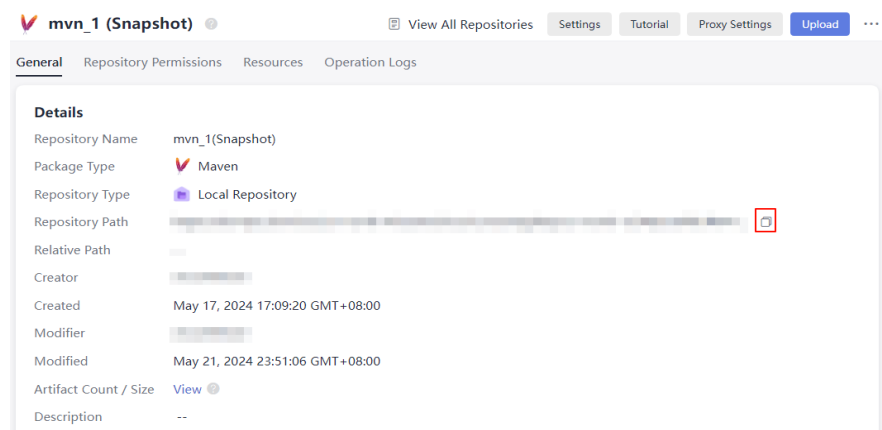 mvn_1 (Snapshot) View All Repositories Settings Tutorial Proxy Settings Upload
General Repository Permissions Resources Operation Logs
Details
Repository Name mvn_1(Snapshot)
Package Type Maven
Repository Type Local Repository
Repository Path
Relative Path
Creator
Created May 17, 2024 17:09:20 GMT+08:00
Modifier
Modified May 21, 2024 23:51:06 GMT+08:00
Artifact Count / Size View
Description --